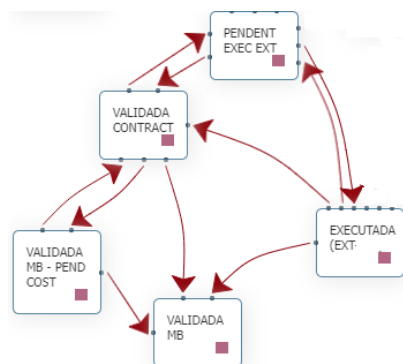 PENDENT
EXEC EXT
VALIDADA
CONTRACT
EXECUTADA
(EXT-
VALIDADA
MB - PEND
COST
VALIDADA
MB